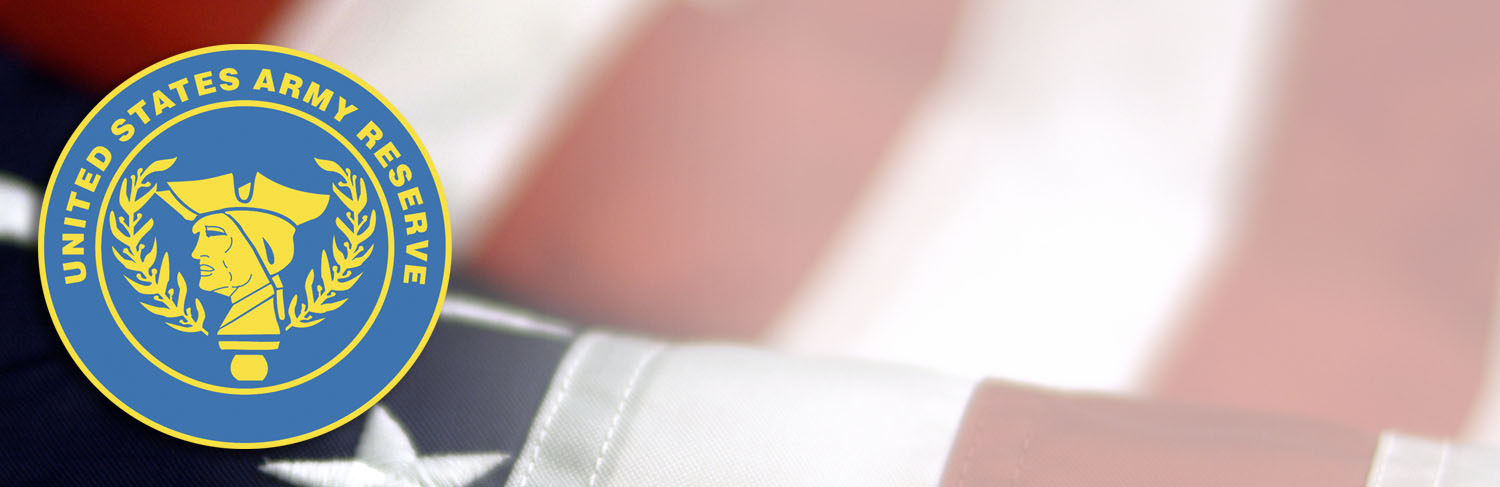 UNITED STATES ARMY RESERVE